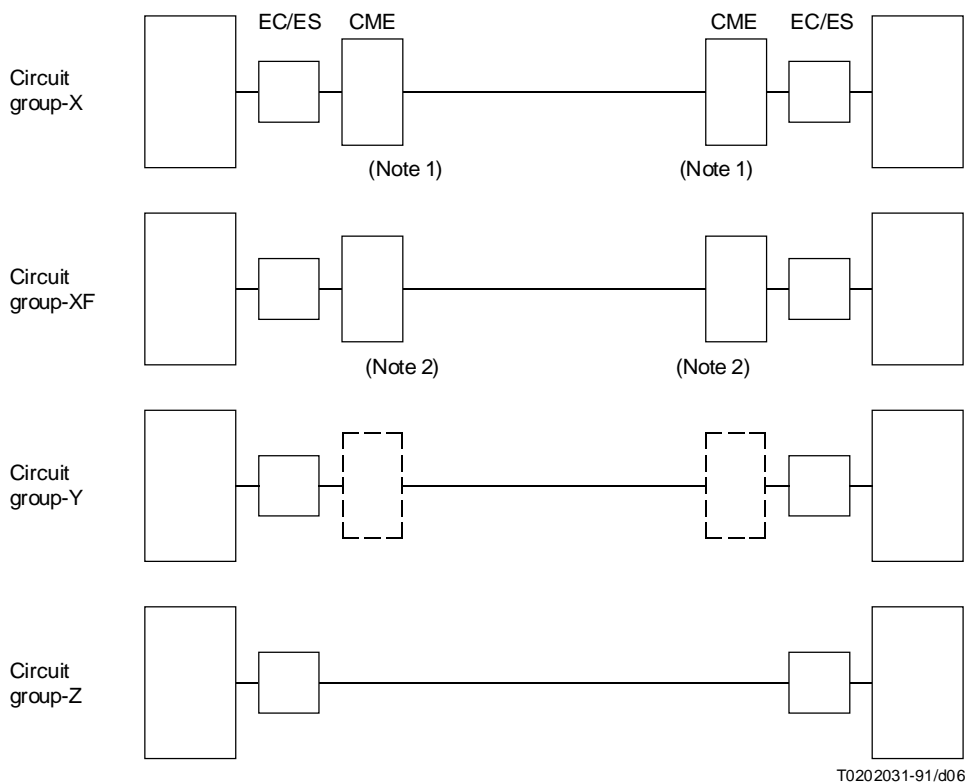 EC/ES CME CME EC/ES
Circuit
group-X
(Note 1) (Note 1)
Circuit
group-XF
(Note 2) (Note 2)
Circuit
group-Y
Circuit
group-Z
T0202031-91/d06